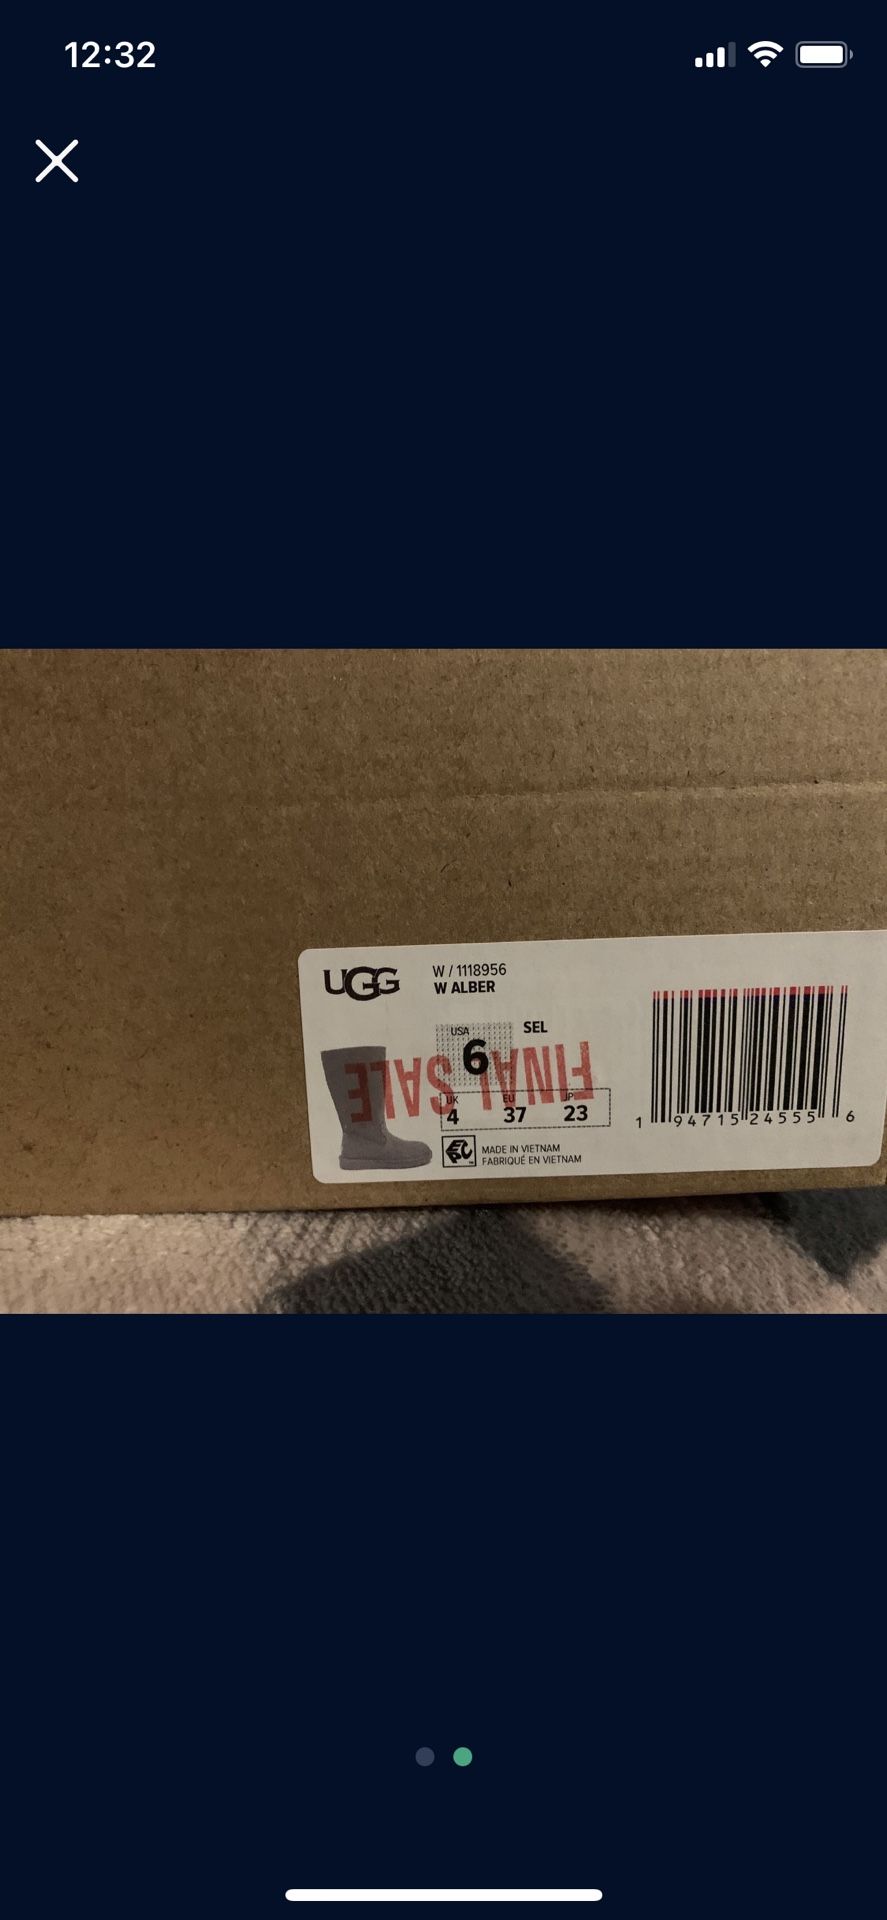 12:32
UGG
W / 1118956
W ALBER
USA
SEL
6
FINAL SALE
UK EU JP
4 37 23
EPC
MADE IN VIETNAM
FABRIQUÉ EN VIETNAM
1 94715 24555 6